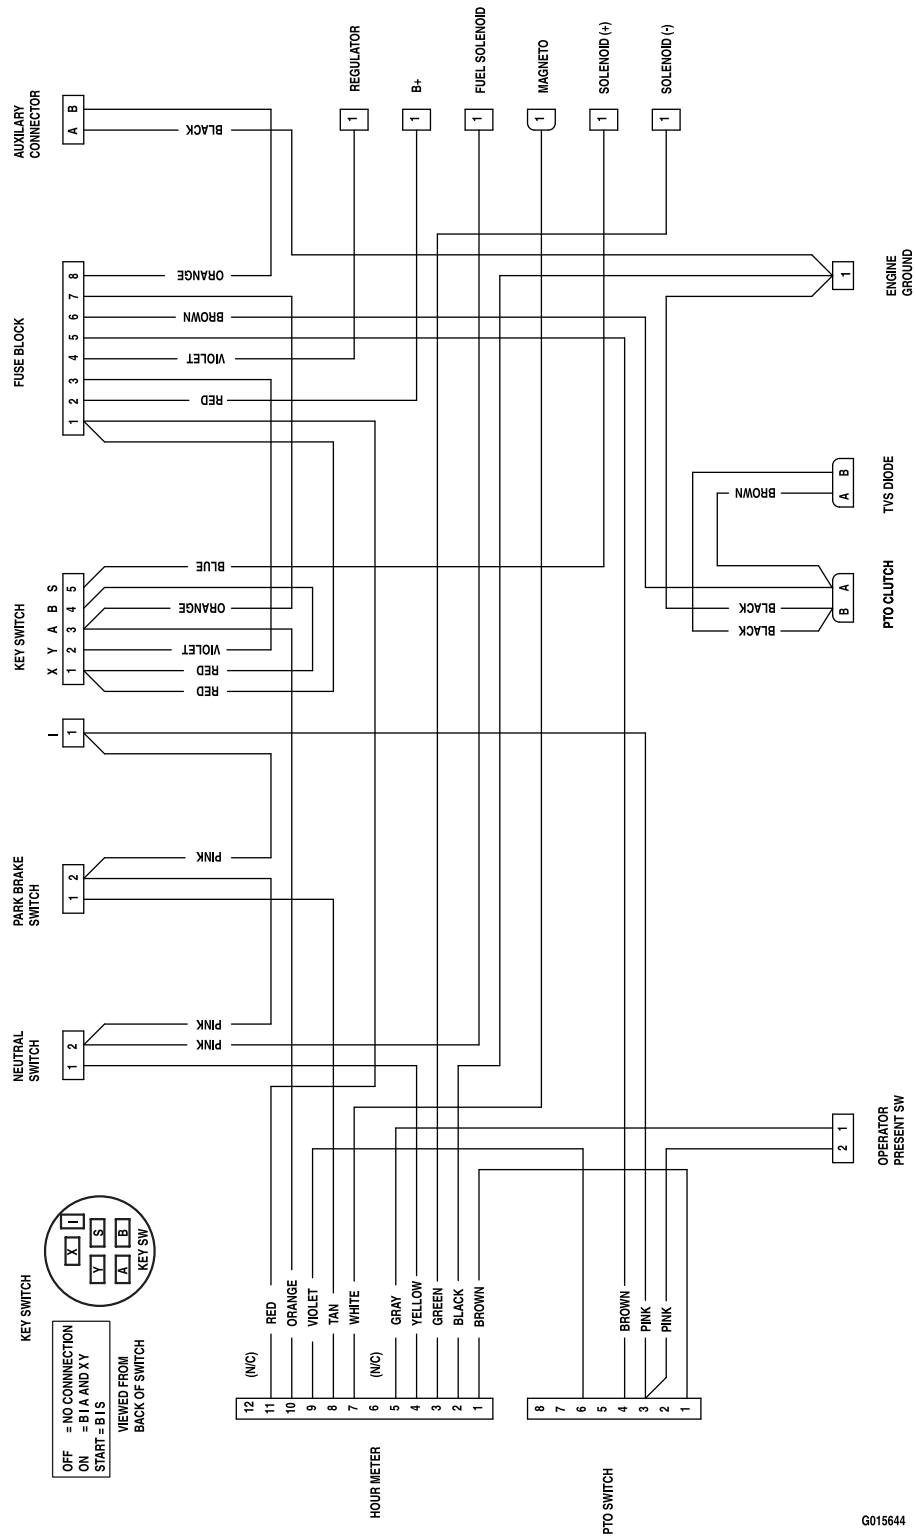 AUXILARY
CONNECTOR
A B
BLACK
FUSE BLOCK
1 2 3 4 5 6 7 8
ORANGE
BROWN
VIOLET
RED
REGULATOR
1
B+
1
FUEL SOLENOID
1
MAGNETO
1
SOLENOID (+)
1
SOLENOID (-)
1
ENGINE
GROUND
1
KEY SWITCH
X Y A B S
1 2 3 4 5
BLUE
ORANGE
VIOLET
RED
RED
I
1
TVS DIODE
A B
BROWN
PTO CLUTCH
B A
BLACK
BLACK
PARK BRAKE
SWITCH
1 2
PINK
NEUTRAL
SWITCH
1 2
PINK
PINK
OPERATOR
PRESENT SW
2 1
KEY SWITCH
X
I
Y
S
A
B
KEY SW
OFF = NO CONNNECTION
ON = B I A AND X Y
START = B I S
VIEWED FROM
BACK OF SWITCH
HOUR METER
12 (N/C)
11 RED
10 ORANGE
9 VIOLET
8 TAN
7 WHITE
6 (N/C)
5 GRAY
4 YELLOW
3 GREEN
2 BLACK
1 BROWN
PTO SWITCH
8
7
6
5
4 BROWN
3 PINK
2 PINK
1
G015644